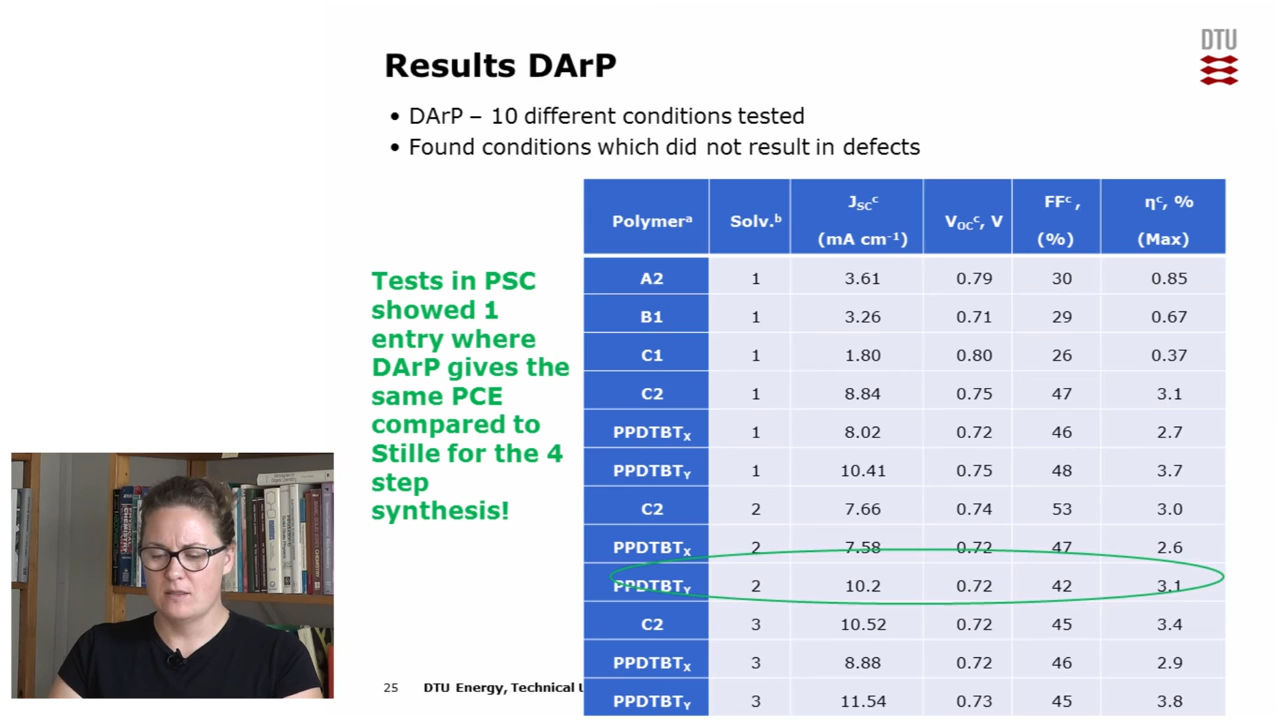 DTU
Results DArP
• DArP – 10 different conditions tested
• Found conditions which did not result in defects
Tests in PSC
showed 1
entry where
DArP gives the
same PCE
compared to
Stille for the 4
step
synthesis!
Polymerᵃ Solv.ᵇ J_SCᶜ (mA cm⁻¹) V_OCᶜ, V FFᶜ, (%) ηᶜ, % (Max)
A2 1 3.61 0.79 30 0.85
B1 1 3.26 0.71 29 0.67
C1 1 1.80 0.80 26 0.37
C2 1 8.84 0.75 47 3.1
PPDTBT_X 1 8.02 0.72 46 2.7
PPDTBT_Y 1 10.41 0.75 48 3.7
C2 2 7.66 0.74 53 3.0
PPDTBT_X 2 7.58 0.72 47 2.6
PPDTBT_Y 2 10.2 0.72 42 3.1
C2 3 10.52 0.72 45 3.4
PPDTBT_X 3 8.88 0.72 46 2.9
PPDTBT_Y 3 11.54 0.73 45 3.8
25 DTU Energy, Technical U